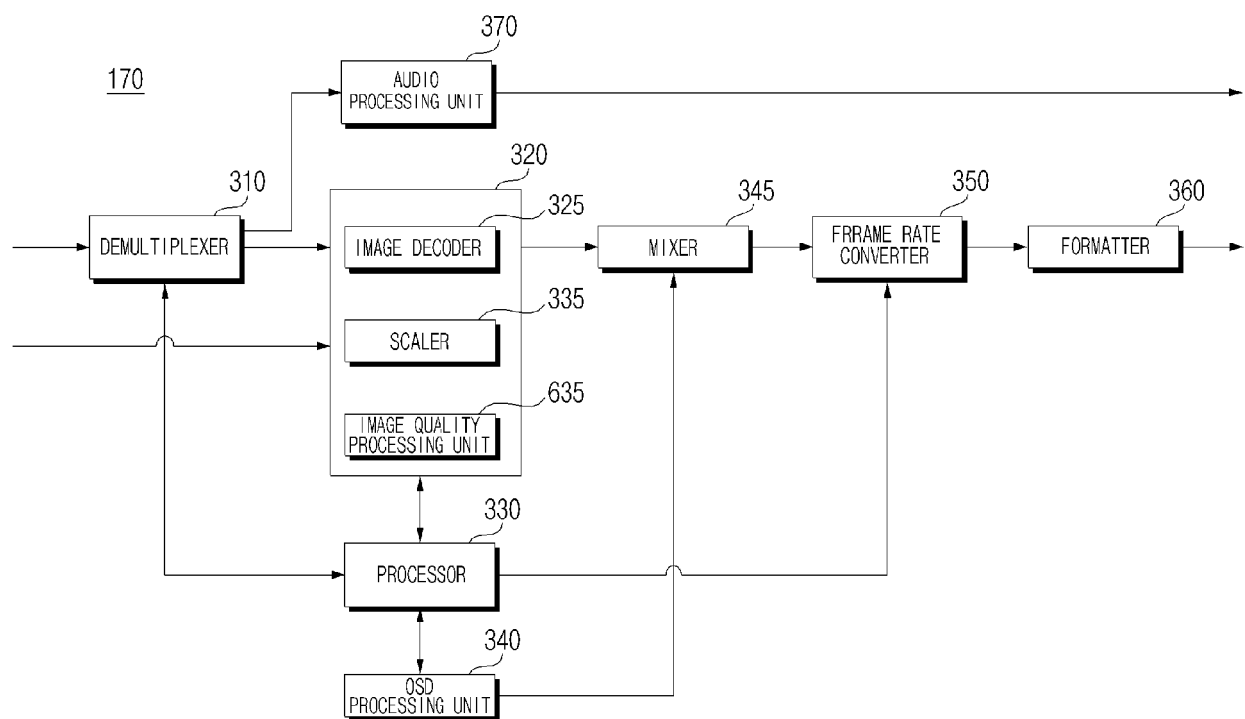 170
370
AUDIO
PROCESSING UNIT
320
310
325
345
350
360
DEMULTIPLEXER
IMAGE DECODER
MIXER
FRRAME RATE
CONVERTER
FORMATTER
335
SCALER
635
IMAGE QUALITY
PROCESSING UNIT
330
PROCESSOR
340
OSD
PROCESSING UNIT